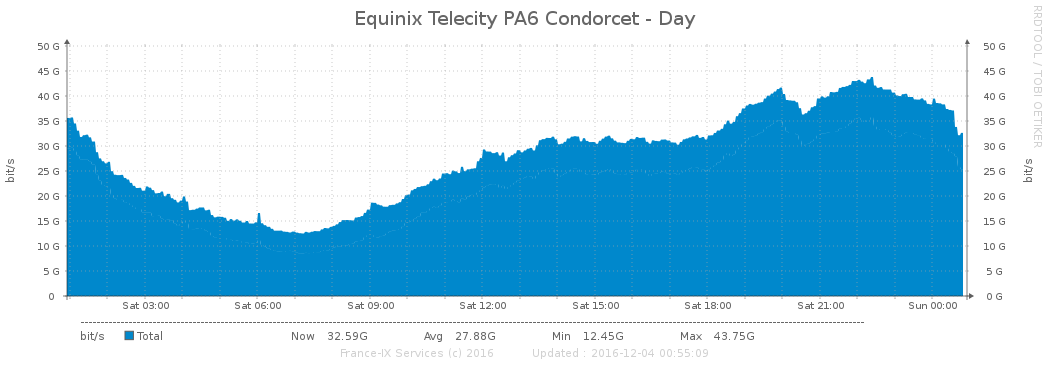 Equinix Telecity PA6 Condorcet - Day
RRDTOOL / TOBI OETIKER
50 G 50 G
45 G 45 G
40 G 40 G
35 G 35 G
30 G 30 G
25 G 25 G
20 G 20 G
15 G 15 G
10 G 10 G
5 G 5 G
0 0 G
bit/s
bit/s
Sat 03:00 Sat 06:00 Sat 09:00 Sat 12:00 Sat 15:00 Sat 18:00 Sat 21:00 Sun 00:00
bit/s Total Now 32.59G Avg 27.88G Min 12.45G Max 43.75G
France-IX Services (c) 2016 Updated : 2016-12-04 00:55:09